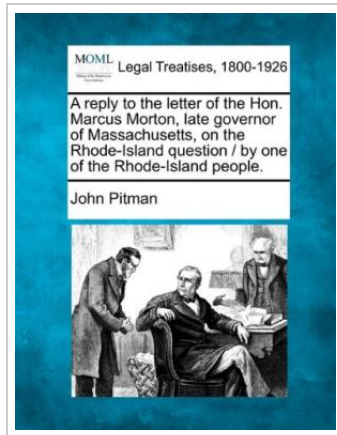 MOML
Legal Treatises, 1800-1926
A reply to the letter of the Hon.
Marcus Morton, late governor
of Massachusetts, on the
Rhode-Island question / by one
of the Rhode-Island people.
John Pitman